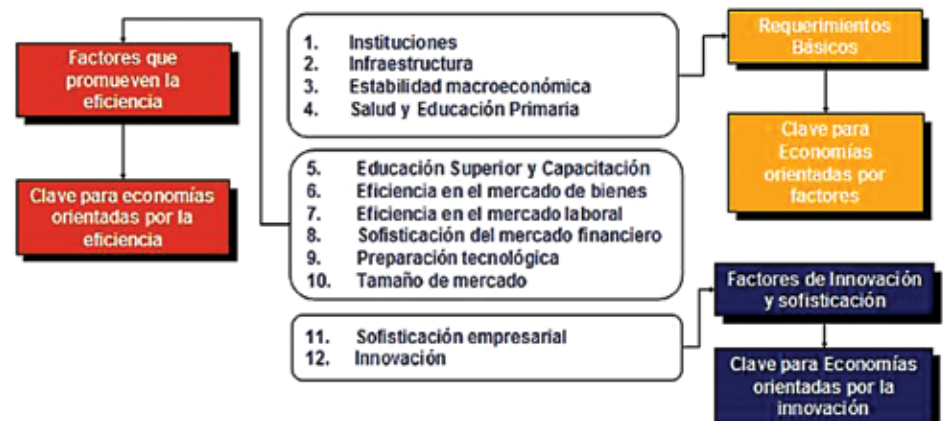 Factores que
promueven la
eficiencia
Clave para economías
orientadas por la
eficiencia
1. Instituciones
2. Infraestructura
3. Estabilidad macroeconómica
4. Salud y Educación Primaria
5. Educación Superior y Capacitación
6. Eficiencia en el mercado de bienes
7. Eficiencia en el mercado laboral
8. Sofisticación del mercado financiero
9. Preparación tecnológica
10. Tamaño de mercado
11. Sofisticación empresarial
12. Innovación
Requerimientos
Básicos
Clave para
Economías
orientadas por
factores
Factores de Innovación
y sofisticación
Clave para Economías
orientadas por la
innovación